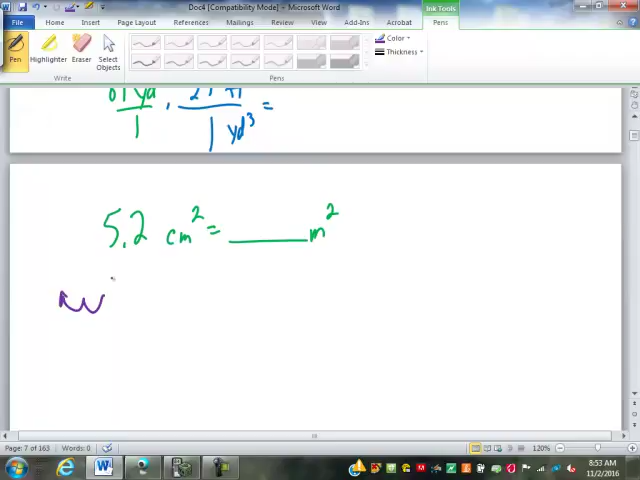 Doc4 [Compatibility Mode] - Microsoft Word
Ink Tools
File Home Insert Page Layout References Mailings Review View Add-Ins Acrobat Pens
Pen Highlighter Eraser Select Objects
Color
Thickness
Write
Pens
1 1 yd³
=
5.2 cm² = ____ m²
Page: 7 of 163 Words: 0
120%
8:53 AM
11/2/2016